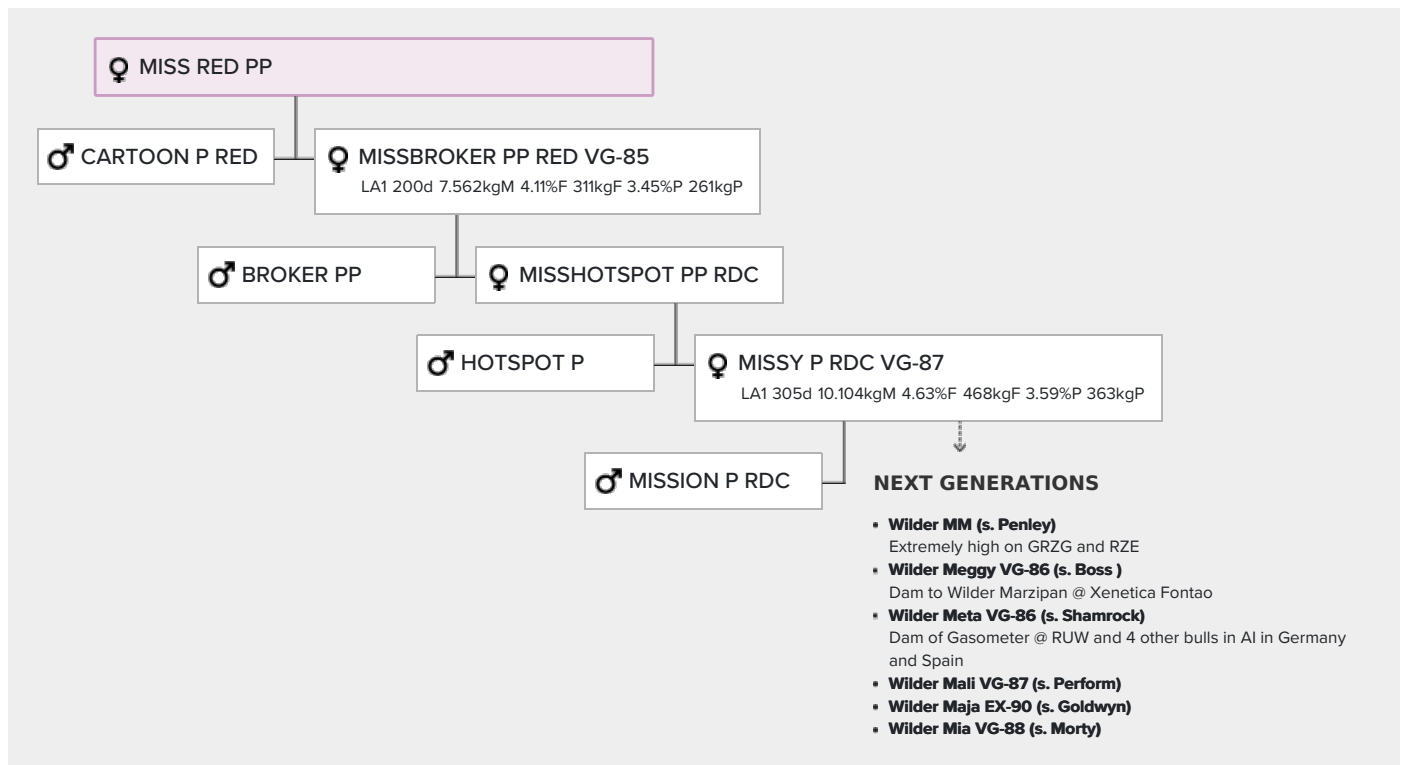 MISS RED PP
CARTOON P RED
MISSBROKER PP RED VG-85
LA1 200d 7.562kgM 4.11%F 311kgF 3.45%P 261kgP
BROKER PP
MISSHOTSPOT PP RDC
HOTSPOT P
MISSY P RDC VG-87
LA1 305d 10.104kgM 4.63%F 468kgF 3.59%P 363kgP
MISSION P RDC
NEXT GENERATIONS
Wilder MM (s. Penley)
Extremely high on GRZG and RZE
Wilder Meggy VG-86 (s. Boss )
Dam to Wilder Marzipan @ Xenetica Fontao
Wilder Meta VG-86 (s. Shamrock)
Dam of Gasometer @ RUW and 4 other bulls in AI in Germany
and Spain
Wilder Mali VG-87 (s. Perform)
Wilder Maja EX-90 (s. Goldwyn)
Wilder Mia VG-88 (s. Morty)